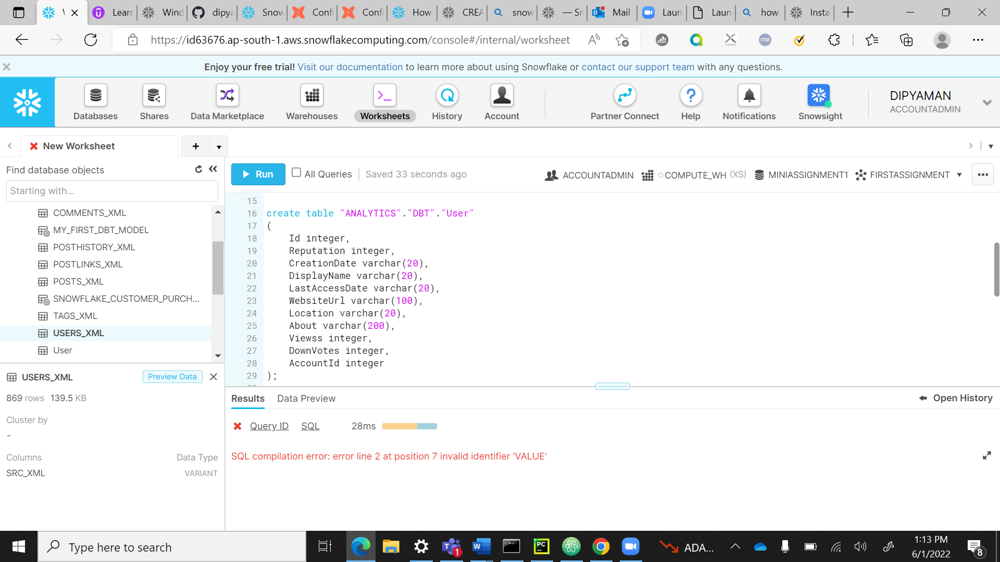 Learn
Wind
dipya
Snow
Confi
Confi
How
CREA
snow
— Sn
Mail
Laun
Laun
how
Insta
https://id63676.ap-south-1.aws.snowflakecomputing.com/console#/internal/worksheet
Enjoy your free trial! Visit our documentation to learn more about using Snowflake or contact our support team with any questions.
Databases
Shares
Data Marketplace
Warehouses
Worksheets
History
Account
Partner Connect
Help
Notifications
Snowsight
DIPYAMAN
ACCOUNTADMIN
New Worksheet
Find database objects
Starting with...
COMMENTS_XML
MY_FIRST_DBT_MODEL
POSTHISTORY_XML
POSTLINKS_XML
POSTS_XML
SNOWFLAKE_CUSTOMER_PURCH...
TAGS_XML
USERS_XML
User
USERS_XML Preview Data
869 rows 139.5 KB
Cluster by
-
Columns Data Type
SRC_XML VARIANT
Run All Queries Saved 33 seconds ago
ACCOUNTADMIN COMPUTE_WH (XS) MINIASSIGNMENT1 FIRSTASSIGNMENT
15
16 create table "ANALYTICS"."DBT"."User"
17 (
18 Id integer,
19 Reputation integer,
20 CreationDate varchar(20),
21 DisplayName varchar(20),
22 LastAccessDate varchar(20),
23 WebsiteUrl varchar(100),
24 Location varchar(20),
25 About varchar(200),
26 Viewss integer,
27 DownVotes integer,
28 AccountId integer
29 );
Results Data Preview Open History
Query ID SQL 28ms
SQL compilation error: error line 2 at position 7 invalid identifier 'VALUE'
Type here to search
ADA...
1:13 PM
6/1/2022
8